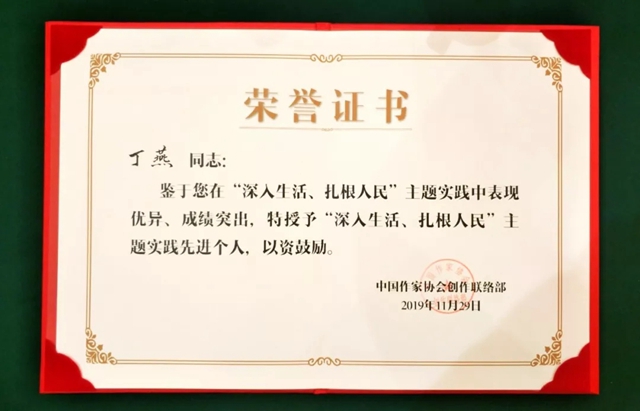 荣誉证书
丁燕 同志:
鉴于您在“深入生活、扎根人民”主题实践中表现
优异、成绩突出，特授予“深入生活、扎根人民”主
题实践先进个人，以资鼓励。
中国作家协会创作联络部
2019年11月29日